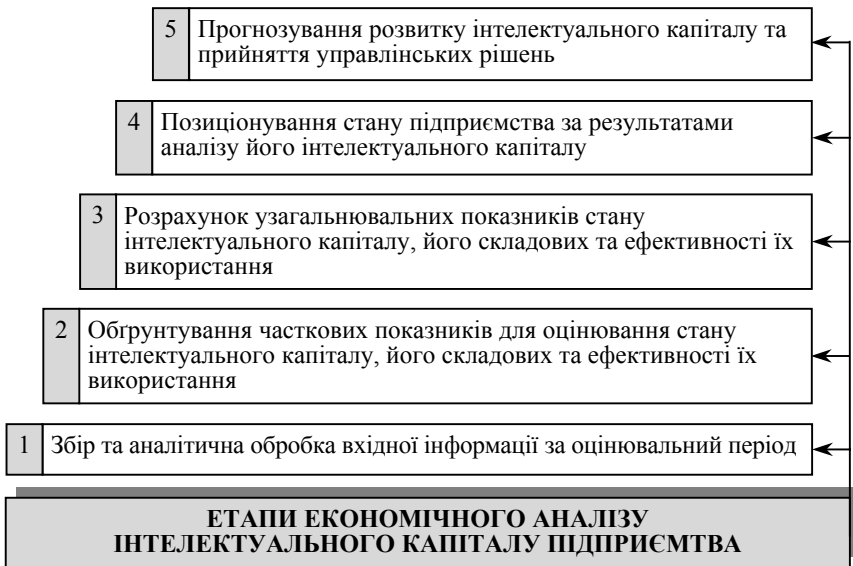 5 Прогнозування розвитку інтелектуального капіталу та
прийняття управлінських рішень
4 Позиціонування стану підприємства за результатами
аналізу його інтелектуального капіталу
3 Розрахунок узагальнювальних показників стану
інтелектуального капіталу, його складових та ефективності їх
використання
2 Обґрунтування часткових показників для оцінювання стану
інтелектуального капіталу, його складових та ефективності їх
використання
1 Збір та аналітична обробка вхідної інформації за оцінювальний період
ЕТАПИ ЕКОНОМІЧНОГО АНАЛІЗУ
ІНТЕЛЕКТУАЛЬНОГО КАПІТАЛУ ПІДПРИЄМТВА